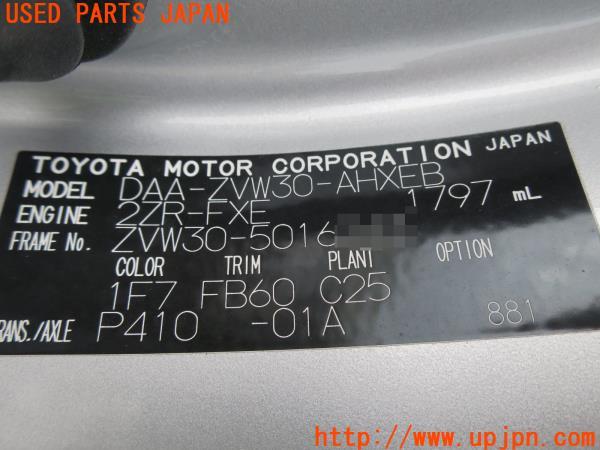 USED PARTS JAPAN
TOYOTA MOTOR CORPORATION JAPAN
MODEL DAA-ZVW30-AHXEB
ENGINE 2ZR-FXE 1797 mL
FRAME No. ZVW30-5016
COLOR TRIM PLANT OPTION
1F7 FB60 C25
RANS./AXLE P410 -01A 881
http://www.upjpn.com/